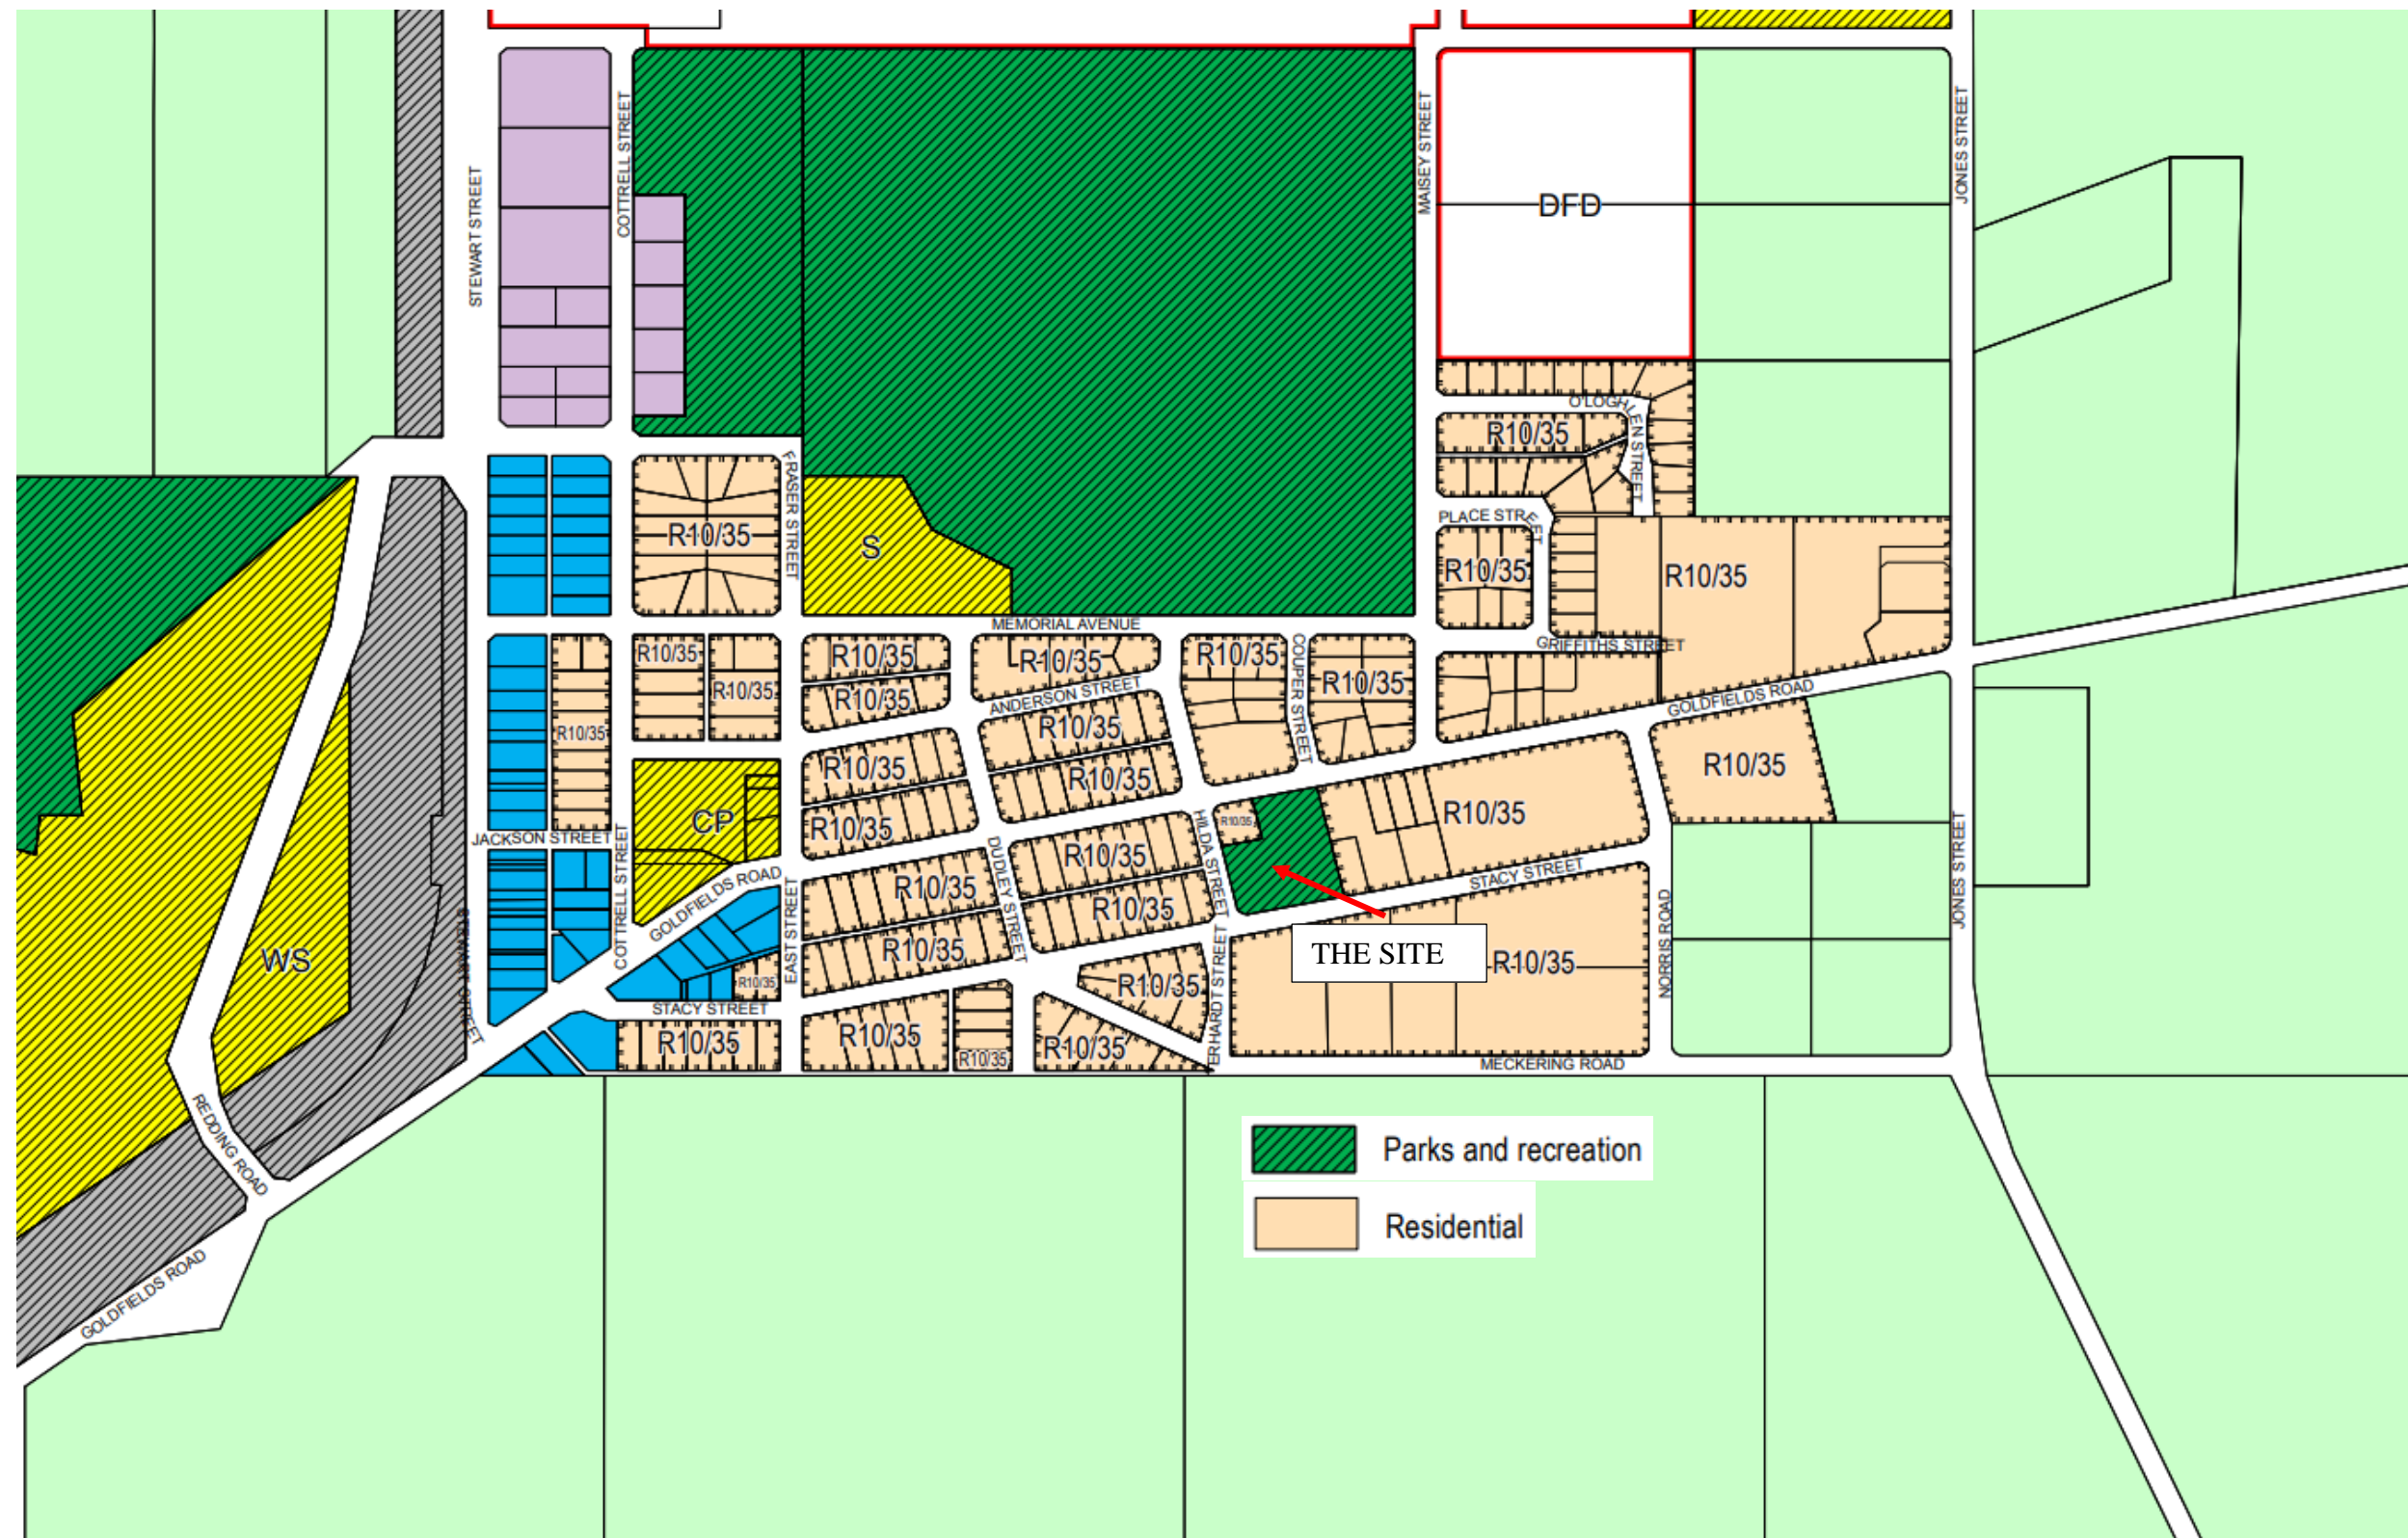 STEWART STREET
COTTRELL STREET
MAISEY STREET
JONES STREET
DFD
O'LOGHLEN STREET
R10/35
FRASER STREET
R10/35
S
PLACE STREET
R10/35
R10/35
MEMORIAL AVENUE
GRIFFITHS STREET
R10/35
R10/35
R10/35
R10/35
R10/35
COUPER STREET
R10/35
R10/35
R10/35
ANDERSON STREET
GOLDFIELDS ROAD
R10/35
R10/35
R10/35
R10/35
R10/35
CP
R10/35
HILDA STREET
R10/35
R10/35
JACKSON STREET
COTTRELL STREET
DUDLEY STREET
R10/35
STACY STREET
JONES STREET
GOLDFIELDS ROAD
EAST STREET
R10/35
R10/35
NORRIS ROAD
STEWART STREET
WS
R10/35
THE SITE
R10/35
R10/35
R10/35
ERHARDT STREET
STACY STREET
R10/35
R10/35
R10/35
R10/35
MECKERING ROAD
REDDING ROAD
GOLDFIELDS ROAD
Parks and recreation
Residential